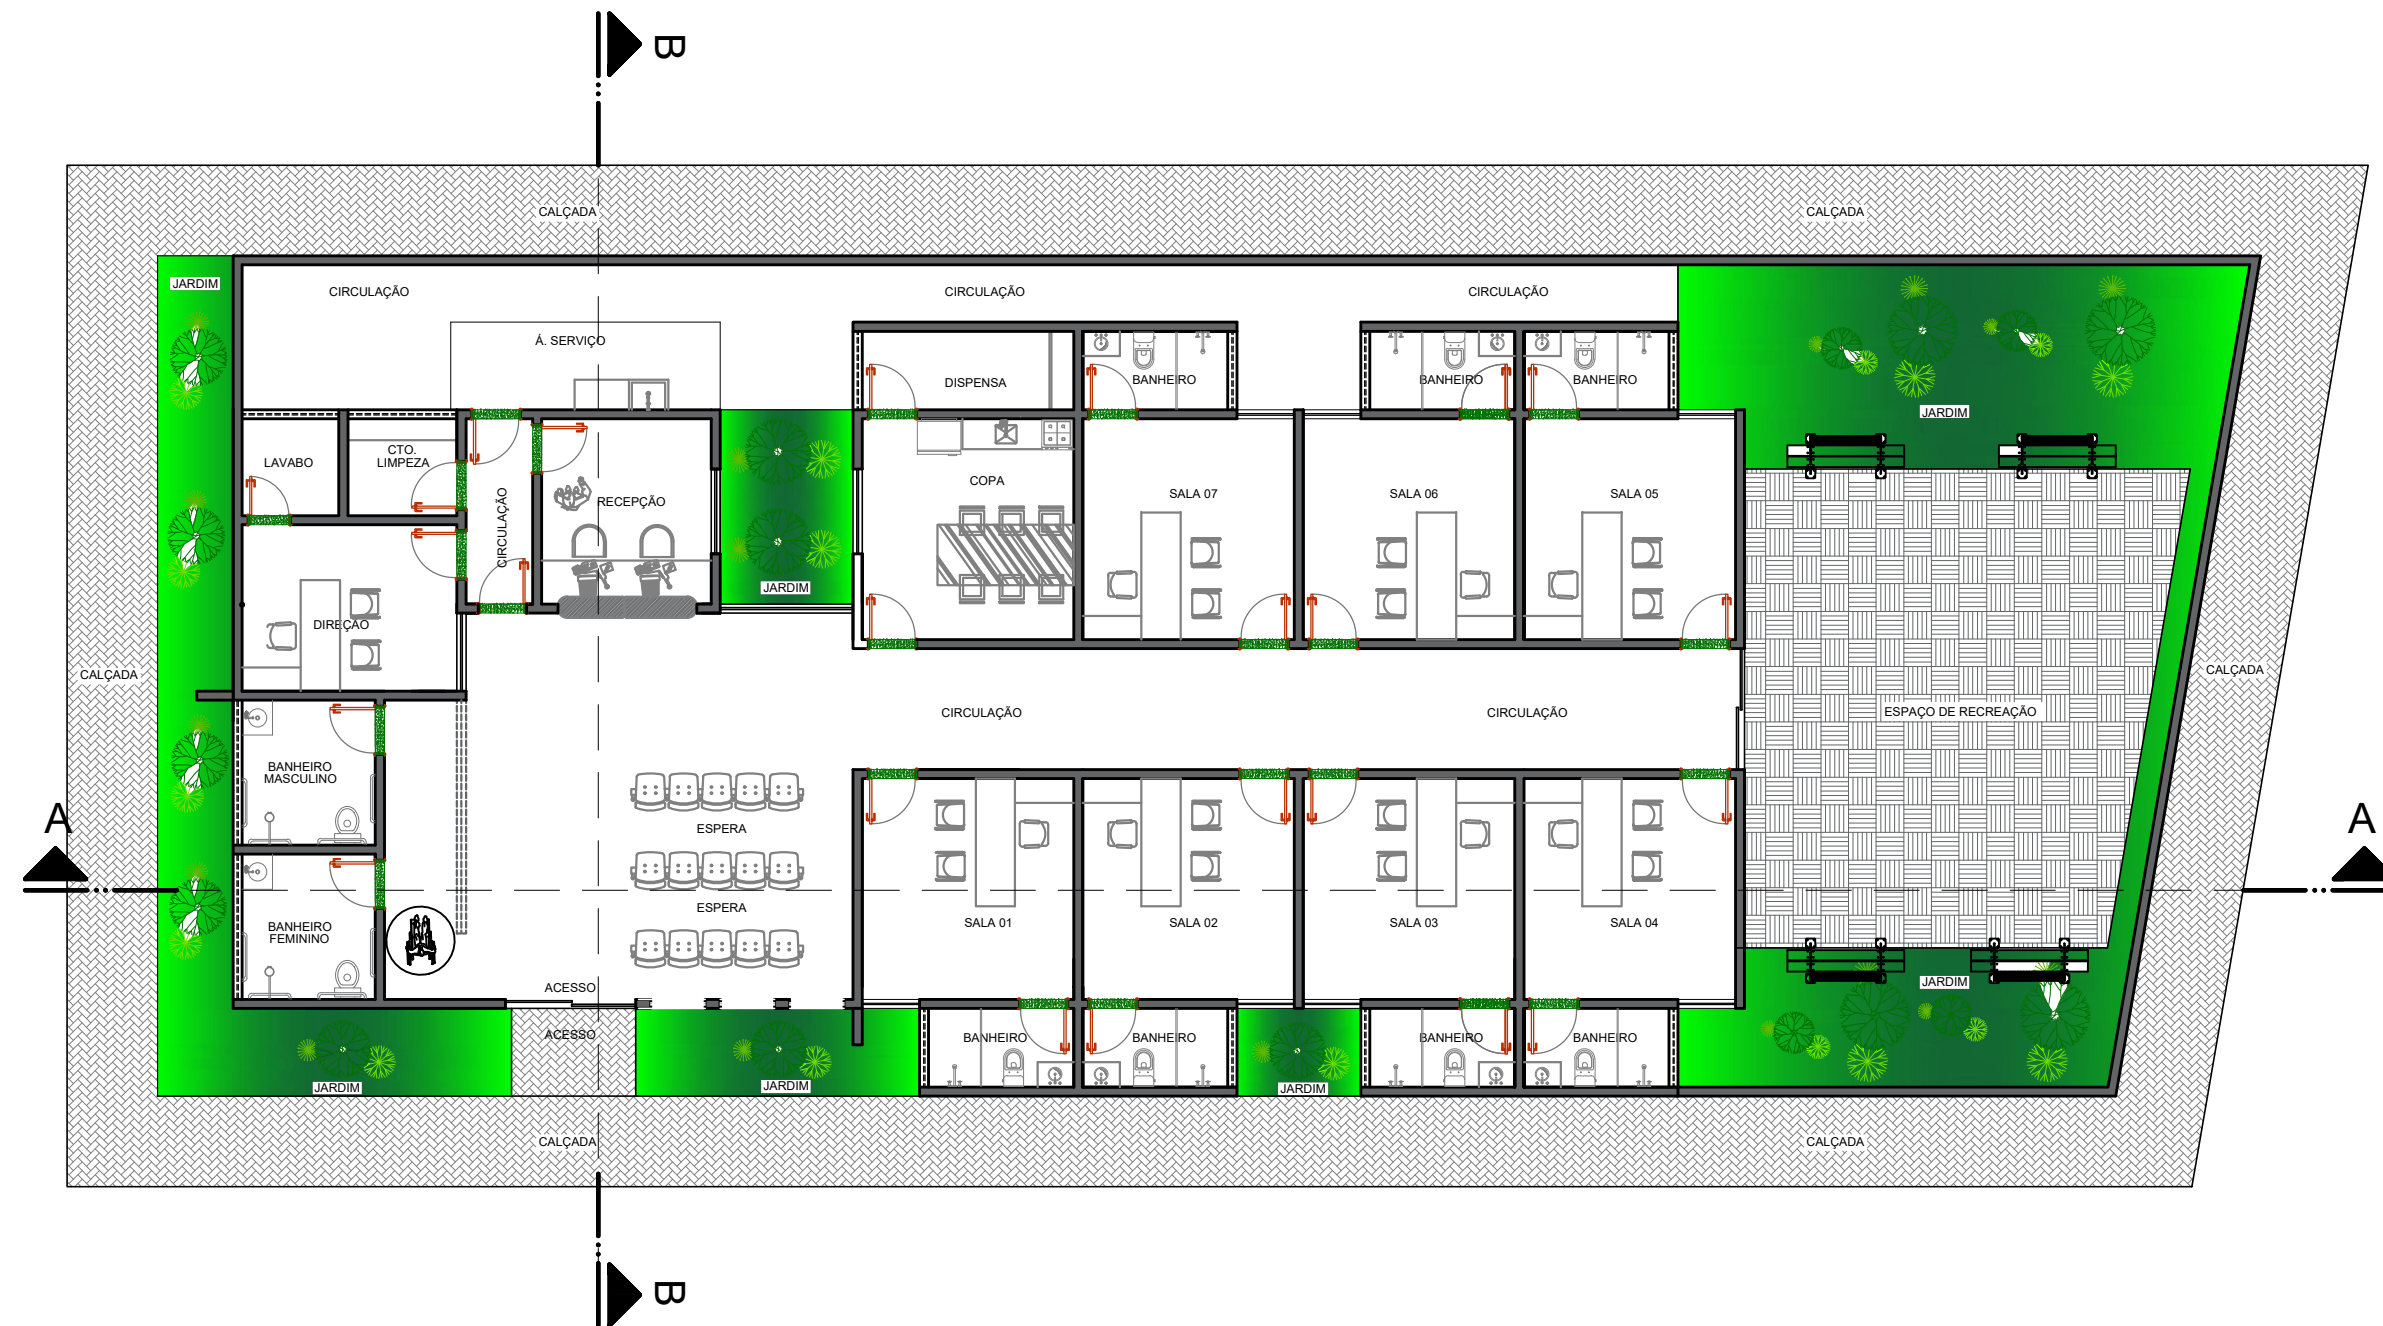 B
CALÇADA
CALÇADA
JARDIM
CIRCULAÇÃO
CIRCULAÇÃO
CIRCULAÇÃO
Á. SERVIÇO
DISPENSA
BANHEIRO
BANHEIRO
BANHEIRO
JARDIM
LAVABO
CTO.
LIMPEZA
CIRCULAÇÃO
RECEPÇÃO
COPA
SALA 07
SALA 06
SALA 05
JARDIM
DIREÇÃO
CALÇADA
CALÇADA
CIRCULAÇÃO
CIRCULAÇÃO
ESPAÇO DE RECREAÇÃO
BANHEIRO
MASCULINO
A
A
ESPERA
ESPERA
BANHEIRO
FEMININO
SALA 01
SALA 02
SALA 03
SALA 04
ACESSO
JARDIM
ACESSO
BANHEIRO
BANHEIRO
BANHEIRO
BANHEIRO
JARDIM
JARDIM
JARDIM
CALÇADA
CALÇADA
B